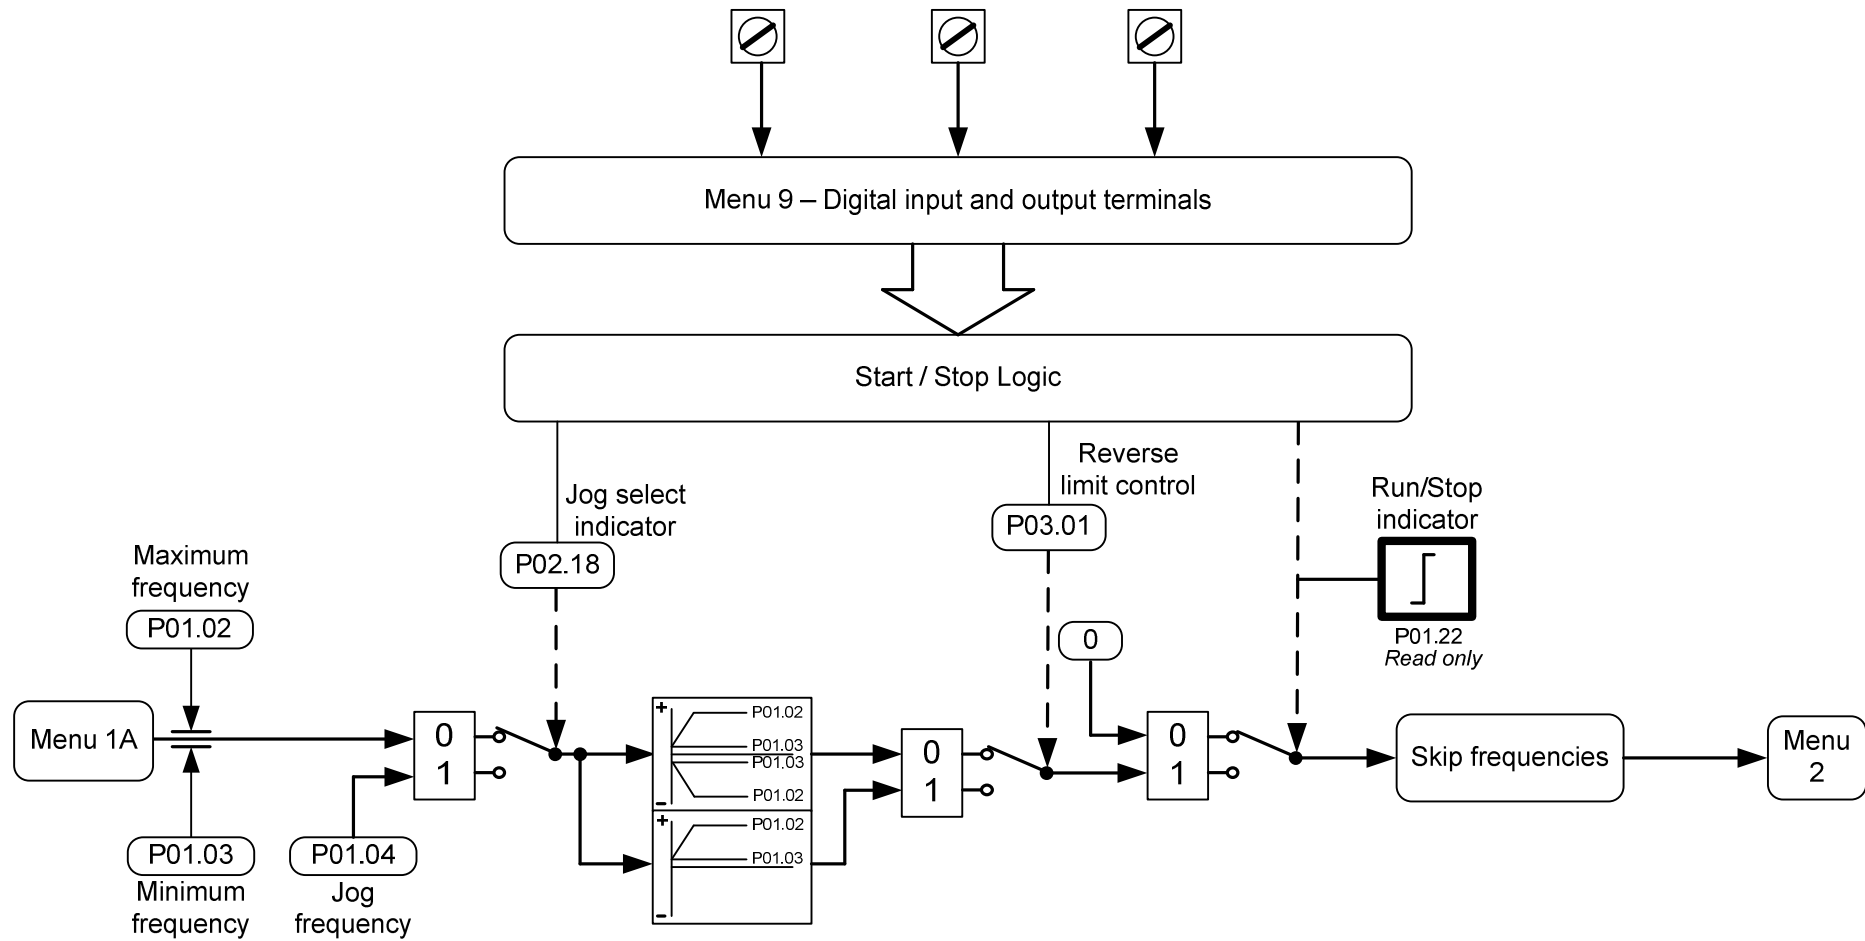 Menu 9 – Digital input and output terminals
Start / Stop Logic
Jog select
indicator
P02.18
Reverse
limit control
P03.01
Run/Stop
indicator
P01.22
Read only
Maximum
frequency
P01.02
Menu 1A
P01.03
Minimum
frequency
P01.04
Jog
frequency
0
1
+
P01.02
P01.03
P01.03
P01.02
-
+
P01.02
P01.03
-
0
1
0
0
1
Skip frequencies
Menu
2